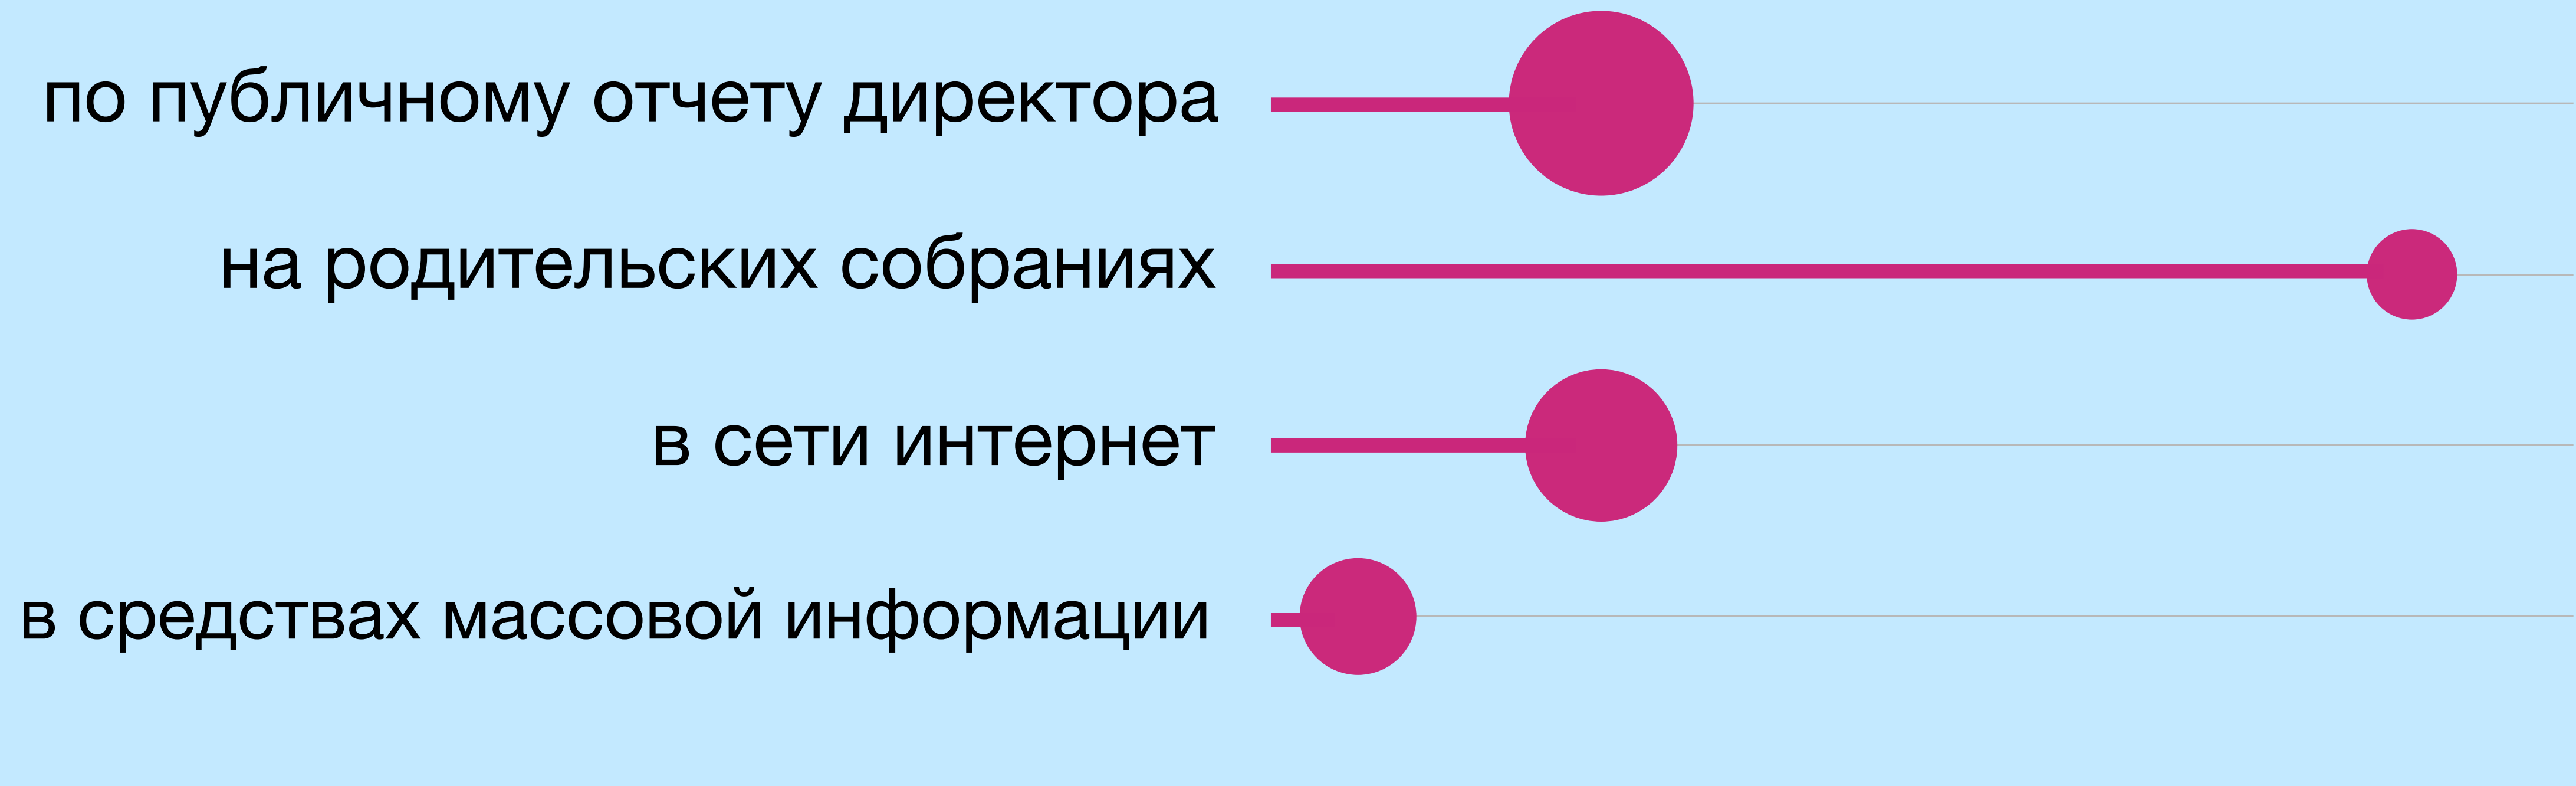 по публичному отчету директора
на родительских собраниях
в сети интернет
в средствах массовой информации